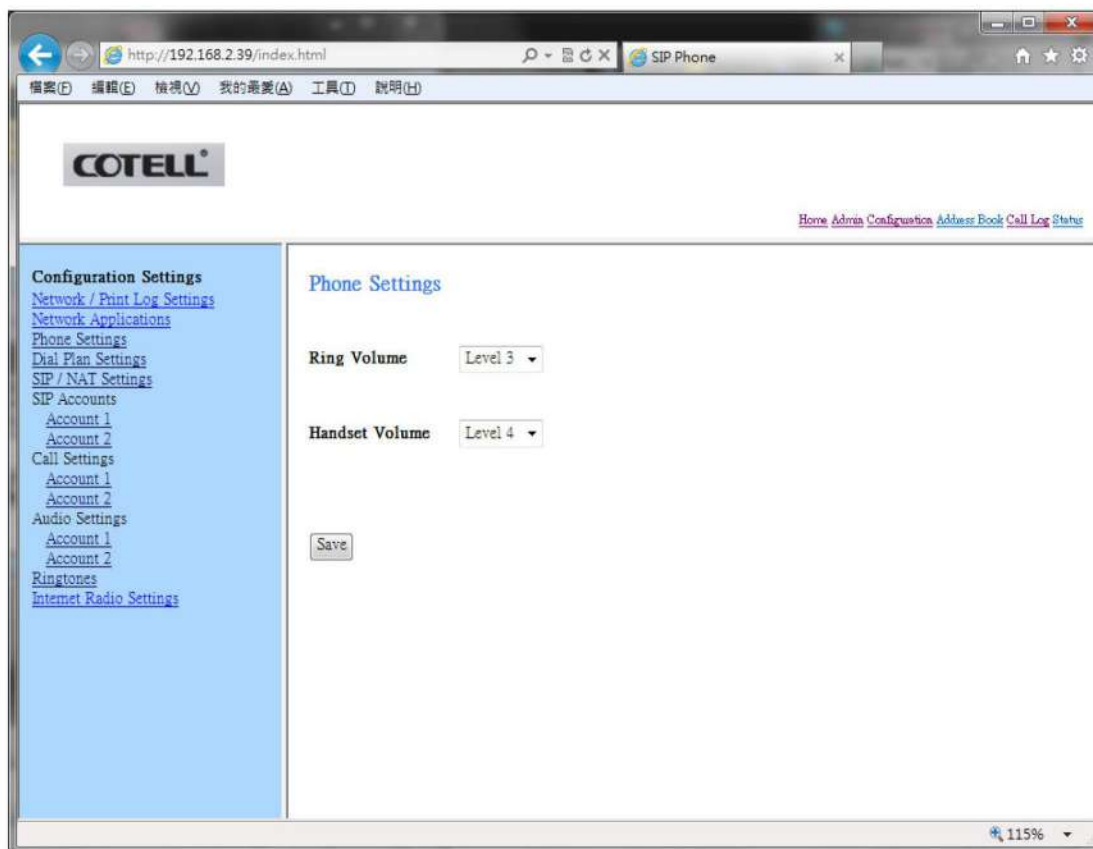 http://192.168.2.39/index.html
SIP Phone
檔案(F) 編輯(E) 檢視(V) 我的最愛(A) 工具(T) 說明(H)
COTELL
Home Admin Configuration Address Book Call Log Status
Configuration Settings
Network / Print Log Settings
Network Applications
Phone Settings
Dial Plan Settings
SIP / NAT Settings
SIP Accounts
Account 1
Account 2
Call Settings
Account 1
Account 2
Audio Settings
Account 1
Account 2
Ringtones
Internet Radio Settings
Phone Settings
Ring Volume Level 3
Handset Volume Level 4
Save
115%